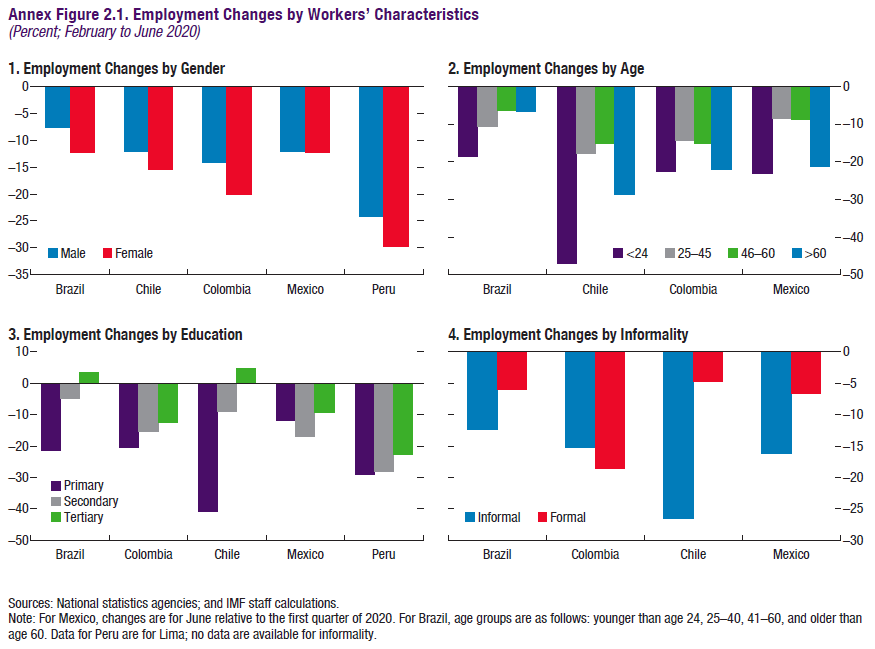 Annex Figure 2.1. Employment Changes by Workers’ Characteristics
(Percent; February to June 2020)
1. Employment Changes by Gender
0
–5
–10
–15
–20
–25
–30
–35
Male
Female
Brazil
Chile
Colombia
Mexico
Peru
2. Employment Changes by Age
0
–10
–20
–30
–40
–50
<24
25–45
46–60
>60
Brazil
Chile
Colombia
Mexico
3. Employment Changes by Education
10
0
–10
–20
–30
–40
–50
Primary
Secondary
Tertiary
Brazil
Colombia
Chile
Mexico
Peru
4. Employment Changes by Informality
0
–5
–10
–15
–20
–25
–30
Informal
Formal
Brazil
Colombia
Chile
Mexico
Sources: National statistics agencies; and IMF staff calculations.
Note: For Mexico, changes are for June relative to the first quarter of 2020. For Brazil, age groups are as follows: younger than age 24, 25–40, 41–60, and older than
age 60. Data for Peru are for Lima; no data are available for informality.